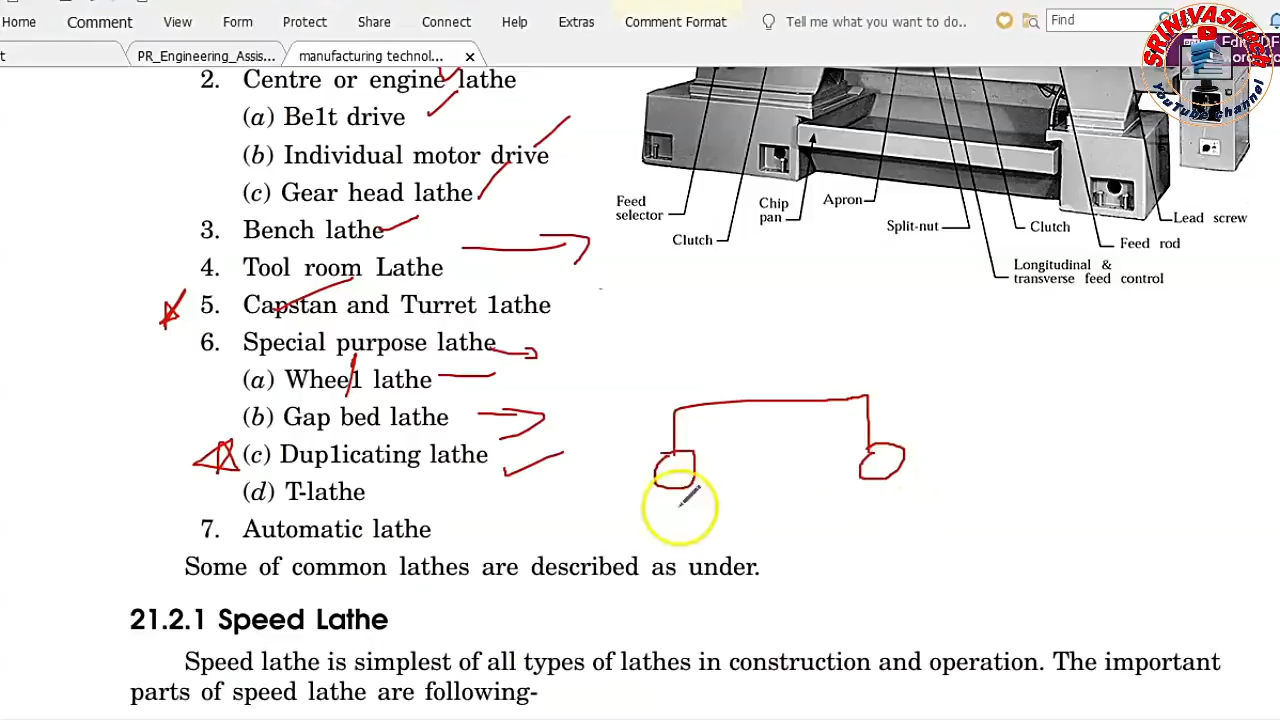 Home Comment View Form Protect Share Connect Help Extras Comment Format Tell me what you want to do.. Find
PR_Engineering_Assis... manufacturing technol... ×
SRINIVASMech
YouTube channel
2. Centre or engine lathe
(a) Be1t drive
(b) Individual motor drive
(c) Gear head lathe
3. Bench lathe
4. Tool room Lathe
5. Capstan and Turret 1athe
6. Special purpose lathe
(a) Whee1 lathe
(b) Gap bed lathe
(c) Dup1icating lathe
(d) T-lathe
7. Automatic lathe
Feed selector
Clutch
Chip pan
Apron
Split-nut
Clutch
Longitudinal & transverse feed control
Feed rod
Lead screw
Some of common lathes are described as under.
21.2.1 Speed Lathe
Speed lathe is simplest of all types of lathes in construction and operation. The important
parts of speed lathe are following-